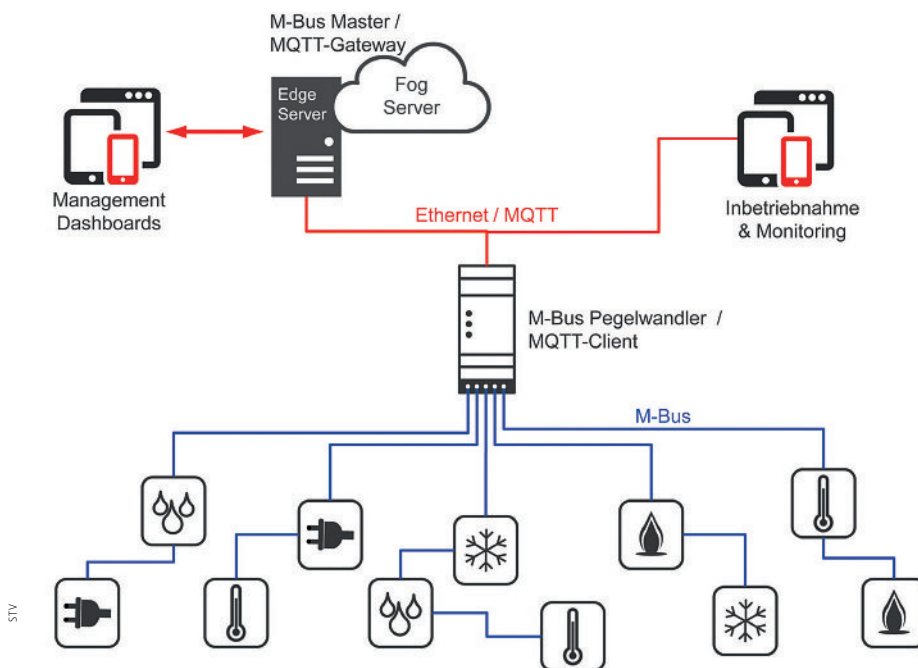 M-Bus Master /
MQTT-Gateway
Edge
Server
Fog
Server
Management
Dashboards
Ethernet / MQTT
Inbetriebnahme
& Monitoring
M-Bus Pegelwandler /
MQTT-Client
M-Bus
STV